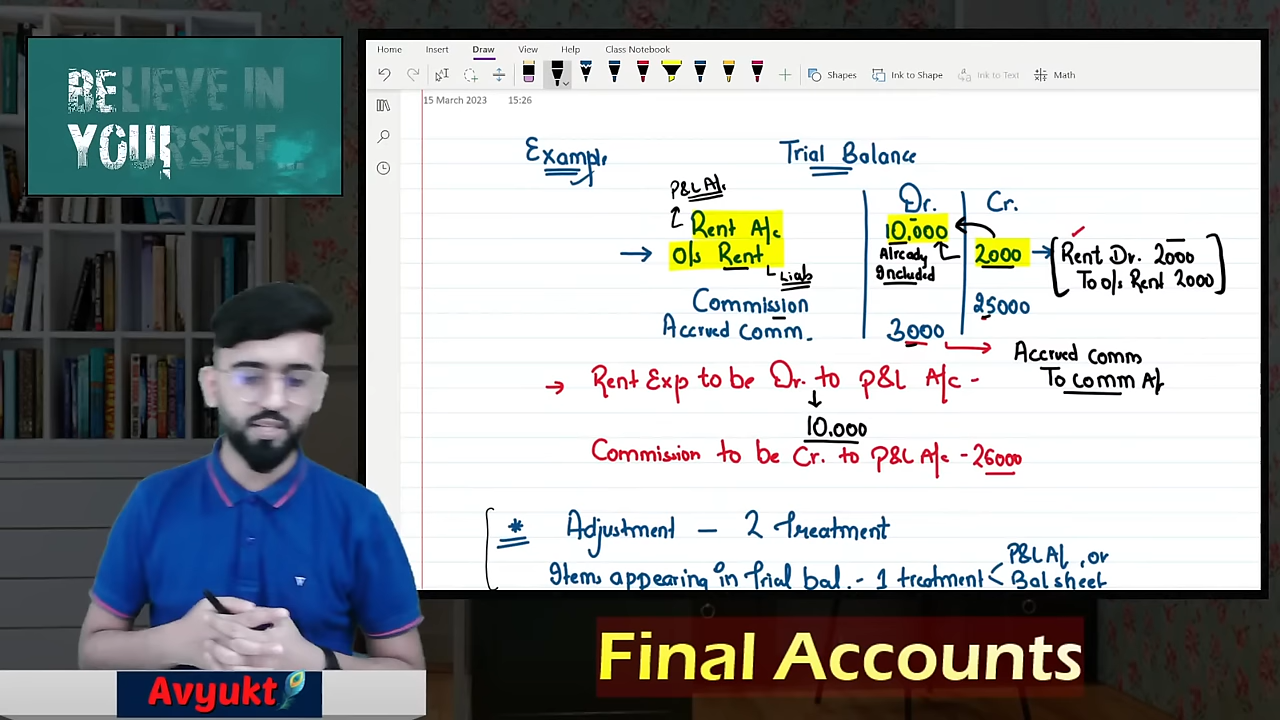 BELIEVE IN
YOURSELF...
Home Insert Draw View Help Class Notebook
Shapes Ink to Shape Ink to Text Math
15 March 2023 15:26
Example Trial Balance
P&L A/c. Dr. Cr.
Rent A/c 10,000
o/s Rent Already Included 2000 [Rent Dr. 2000
To o/s Rent 2000]
Liab
Commission 25000
Accrued Comm. 3000
Accrued comm
To comm A/c
→ Rent Exp to be Dr. to P&L A/c -
10,000
Commission to be Cr. to P&L A/c - 25000
* Adjustment - 2 Treatment
Items appearing in Trial bal. - 1 treatment < P&L A/c, or
Bal sheet
Final Accounts
Avyukt